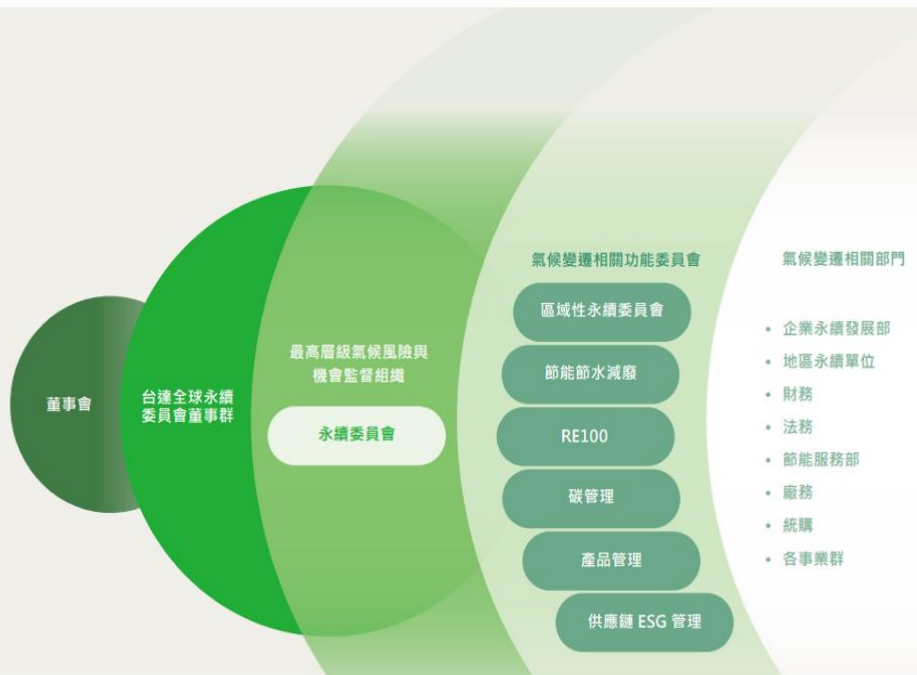 董事會
台達全球永續
委員會董事群
最高層級氣候風險與
機會監督組織
永續委員會
氣候變遷相關功能委員會
區域性永續委員會
節能節水減廢
RE100
碳管理
產品管理
供應鏈 ESG 管理
氣候變遷相關部門
• 企業永續發展部
• 地區永續單位
• 財務
• 法務
• 節能服務部
• 廠務
• 統購
• 各事業群